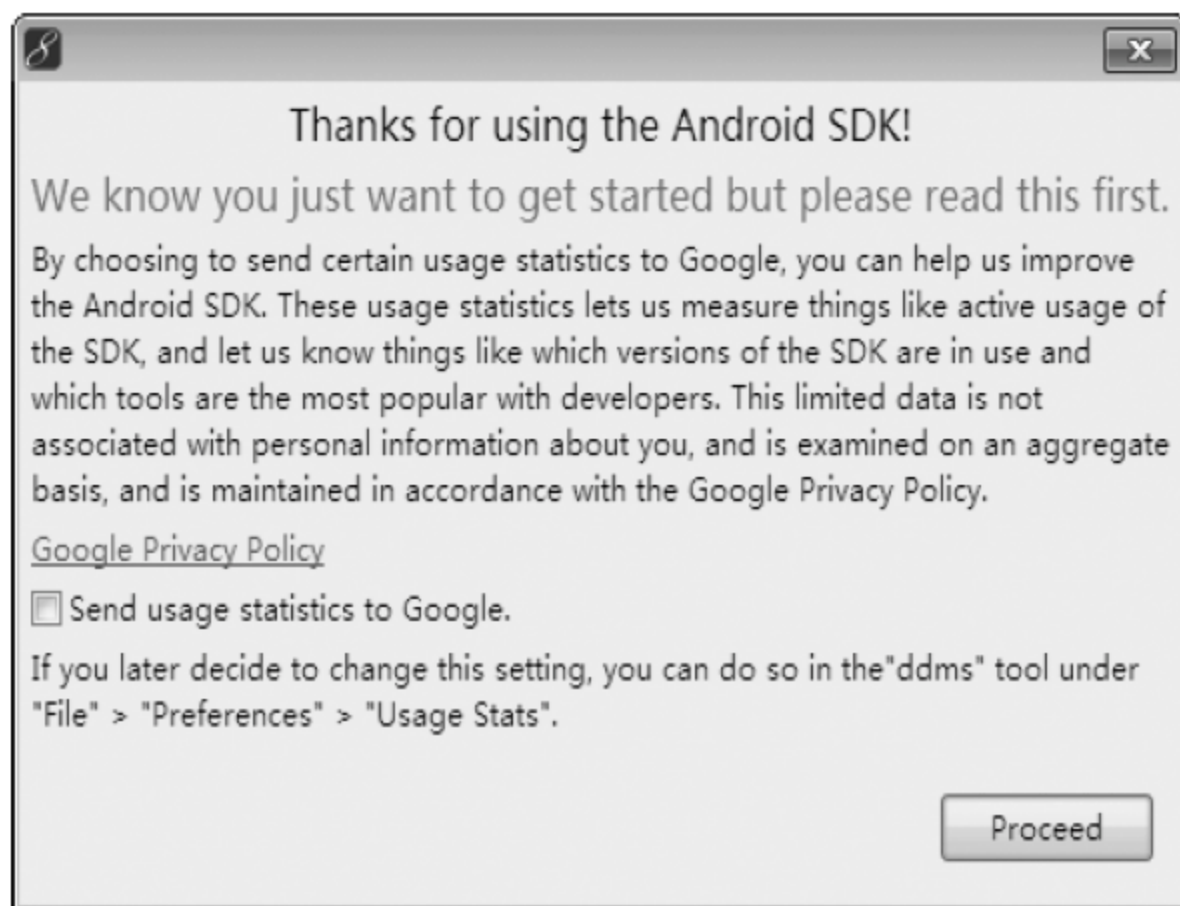 Thanks for using the Android SDK!
We know you just want to get started but please read this first.
By choosing to send certain usage statistics to Google, you can help us improve
the Android SDK. These usage statistics lets us measure things like active usage of
the SDK, and let us know things like which versions of the SDK are in use and
which tools are the most popular with developers. This limited data is not
associated with personal information about you, and is examined on an aggregate
basis, and is maintained in accordance with the Google Privacy Policy.
Google Privacy Policy
Send usage statistics to Google.
If you later decide to change this setting, you can do so in the"ddms" tool under
"File" > "Preferences" > "Usage Stats".
Proceed